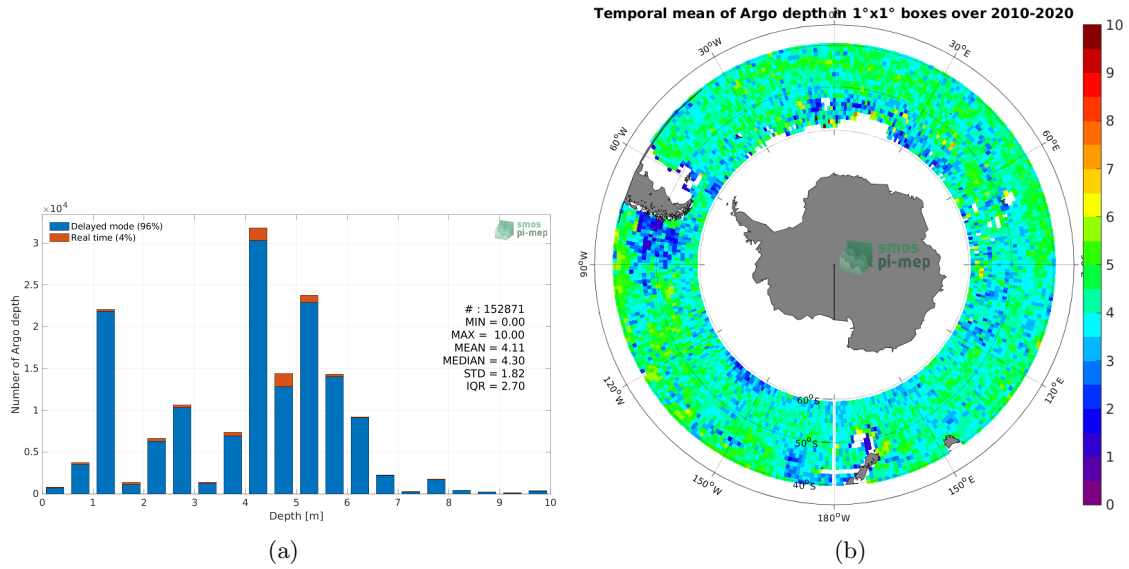 Temporal mean of Argo depth in 1°x1° boxes over 2010-2020
×10⁴
Delayed mode (96%)
Real time (4%)
smos
pi-mep
# : 152871
MIN = 0.00
MAX = 10.00
MEAN = 4.11
MEDIAN = 4.30
STD = 1.82
IQR = 2.70
Number of Argo depth
3
2.5
2
1.5
1
0.5
0
0 1 2 3 4 5 6 7 8 9 10
Depth [m]
(a)
30°W
30°E
60°W
60°E
90°W
120°W
120°E
150°W
150°E
180°W
60°S
50°S
40°S
smos
pi-mep
10
9
8
7
6
5
4
3
2
1
0
(b)